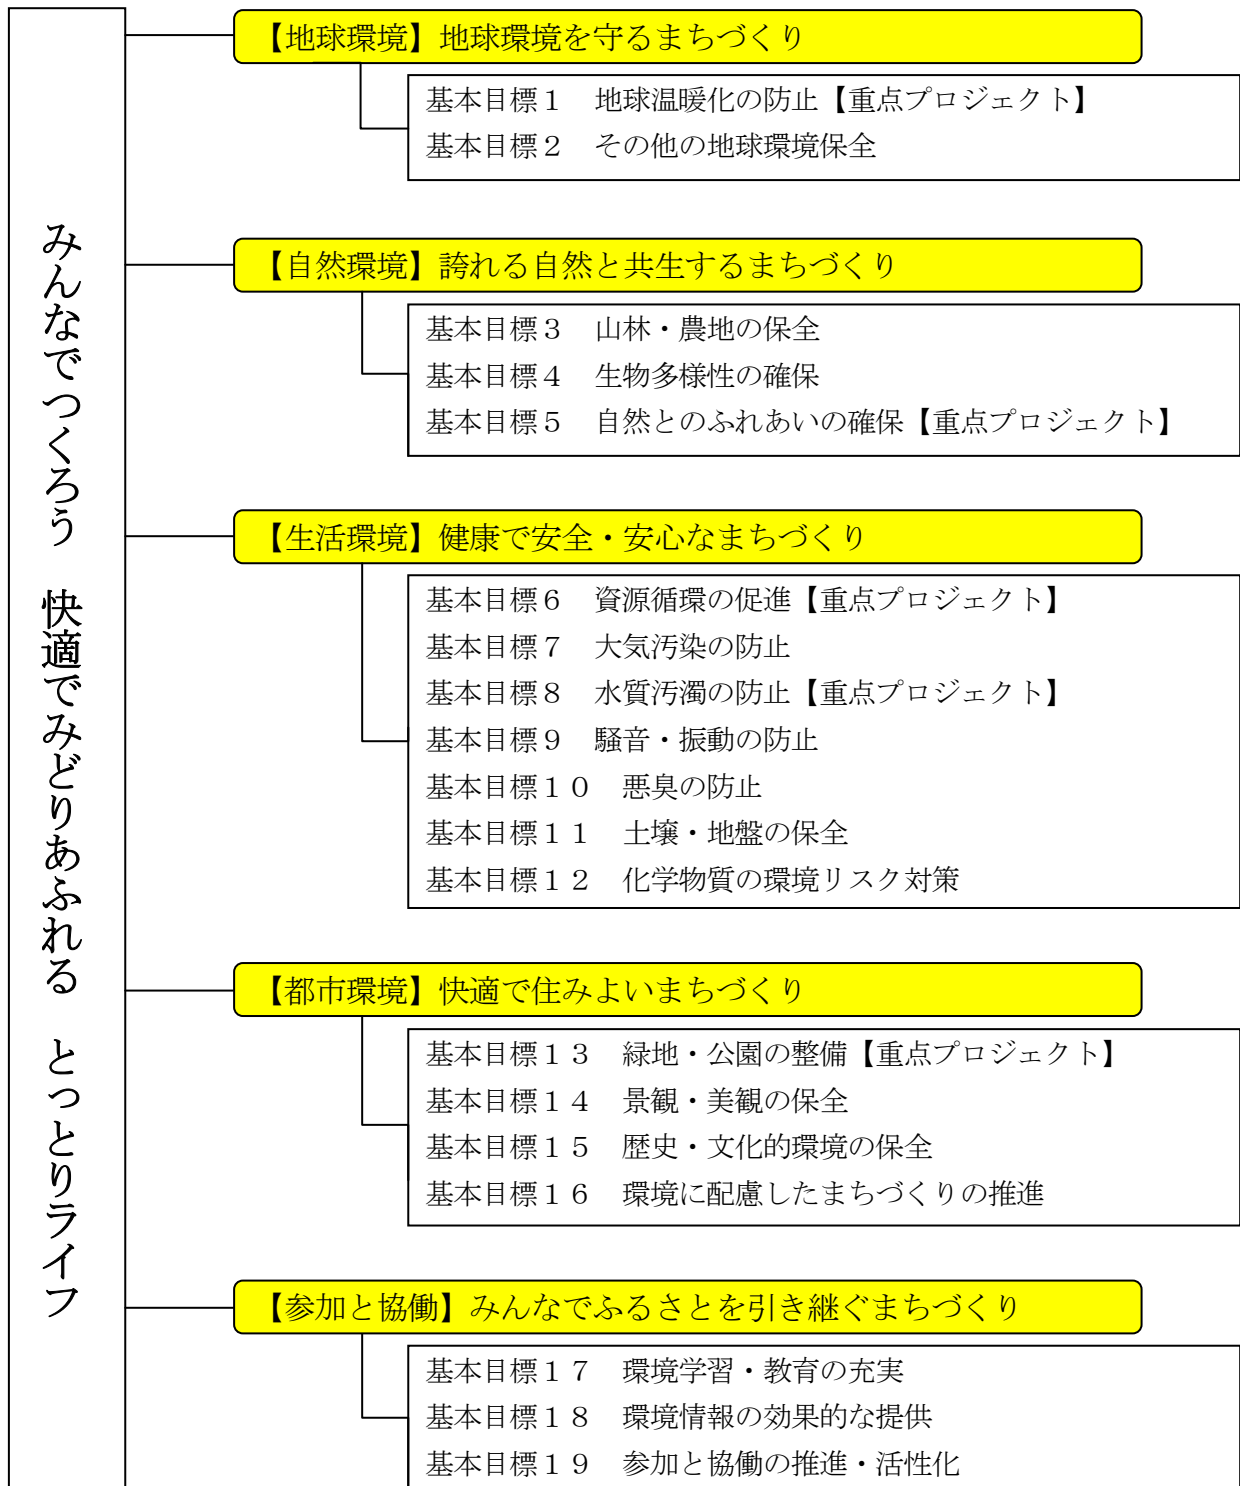 みんなでつくろう　快適でみどりあふれる　とっとりライフ
【地球環境】地球環境を守るまちづくり
基本目標１　地球温暖化の防止【重点プロジェクト】
基本目標２　その他の地球環境保全
【自然環境】誇れる自然と共生するまちづくり
基本目標３　山林・農地の保全
基本目標４　生物多様性の確保
基本目標５　自然とのふれあいの確保【重点プロジェクト】
【生活環境】健康で安全・安心なまちづくり
基本目標６　資源循環の促進【重点プロジェクト】
基本目標７　大気汚染の防止
基本目標８　水質汚濁の防止【重点プロジェクト】
基本目標９　騒音・振動の防止
基本目標１０　悪臭の防止
基本目標１１　土壌・地盤の保全
基本目標１２　化学物質の環境リスク対策
【都市環境】快適で住みよいまちづくり
基本目標１３　緑地・公園の整備【重点プロジェクト】
基本目標１４　景観・美観の保全
基本目標１５　歴史・文化的環境の保全
基本目標１６　環境に配慮したまちづくりの推進
【参加と協働】みんなでふるさとを引き継ぐまちづくり
基本目標１７　環境学習・教育の充実
基本目標１８　環境情報の効果的な提供
基本目標１９　参加と協働の推進・活性化